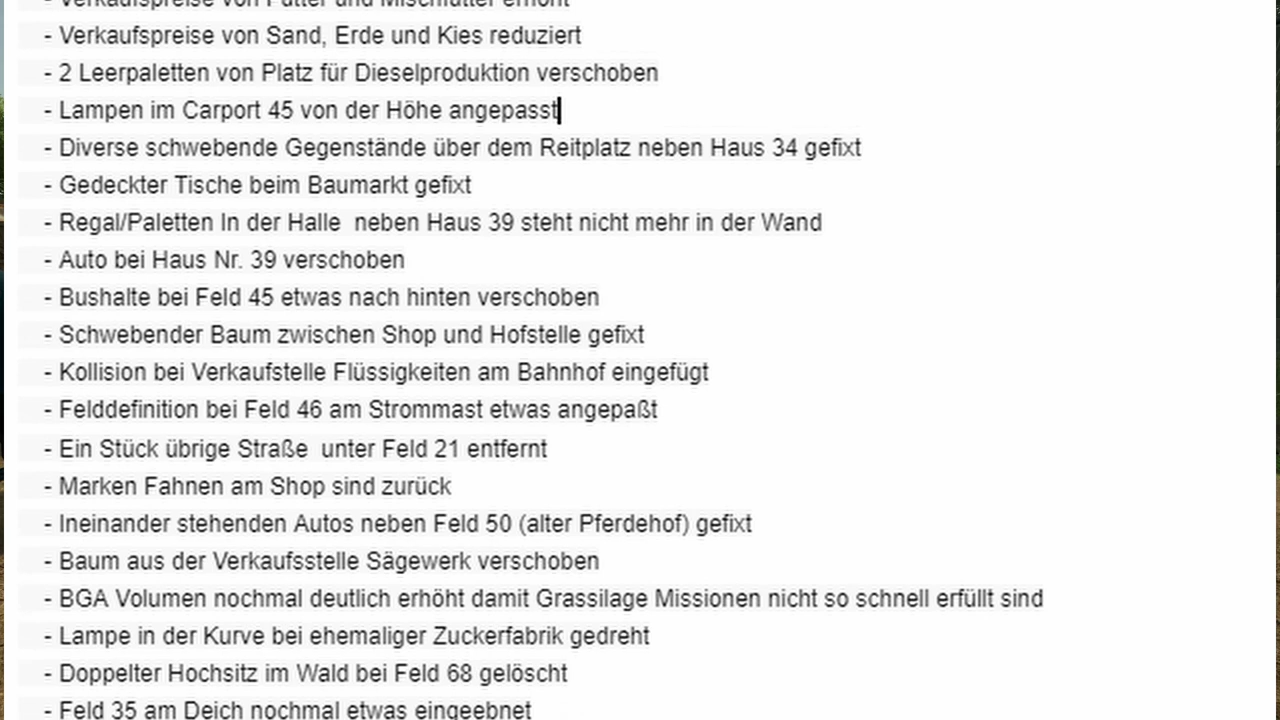 - Verkaufspreise von Futter und Mischfutter erhöht
- Verkaufspreise von Sand, Erde und Kies reduziert
- 2 Leerpaletten von Platz für Dieselproduktion verschoben
- Lampen im Carport 45 von der Höhe angepasst
- Diverse schwebende Gegenstände über dem Reitplatz neben Haus 34 gefixt
- Gedeckter Tische beim Baumarkt gefixt
- Regal/Paletten In der Halle  neben Haus 39 steht nicht mehr in der Wand
- Auto bei Haus Nr. 39 verschoben
- Bushalte bei Feld 45 etwas nach hinten verschoben
- Schwebender Baum zwischen Shop und Hofstelle gefixt
- Kollision bei Verkaufstelle Flüssigkeiten am Bahnhof eingefügt
- Felddefinition bei Feld 46 am Strommast etwas angepaßt
- Ein Stück übrige Straße  unter Feld 21 entfernt
- Marken Fahnen am Shop sind zurück
- Ineinander stehenden Autos neben Feld 50 (alter Pferdehof) gefixt
- Baum aus der Verkaufsstelle Sägewerk verschoben
- BGA Volumen nochmal deutlich erhöht damit Grassilage Missionen nicht so schnell erfüllt sind
- Lampe in der Kurve bei ehemaliger Zuckerfabrik gedreht
- Doppelter Hochsitz im Wald bei Feld 68 gelöscht
- Feld 35 am Deich nochmal etwas eingeebnet